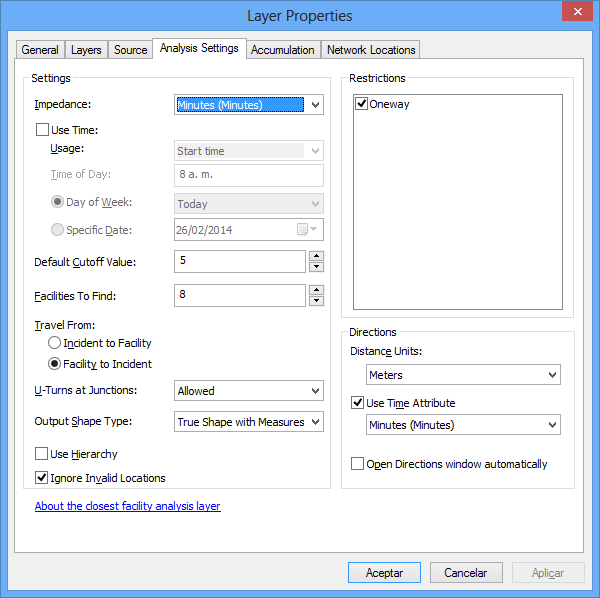 Layer Properties
General Layers Source Analysis Settings Accumulation Network Locations
Settings
Impedance: Minutes (Minutes)
Use Time:
Usage: Start time
Time of Day: 8 a. m.
Day of Week: Today
Specific Date: 26/02/2014
Default Cutoff Value: 5
Facilities To Find: 8
Travel From:
Incident to Facility
Facility to Incident
U-Turns at Junctions: Allowed
Output Shape Type: True Shape with Measures
Use Hierarchy
Ignore Invalid Locations
About the closest facility analysis layer
Restrictions
Oneway
Directions
Distance Units:
Meters
Use Time Attribute
Minutes (Minutes)
Open Directions window automatically
Aceptar Cancelar Aplicar